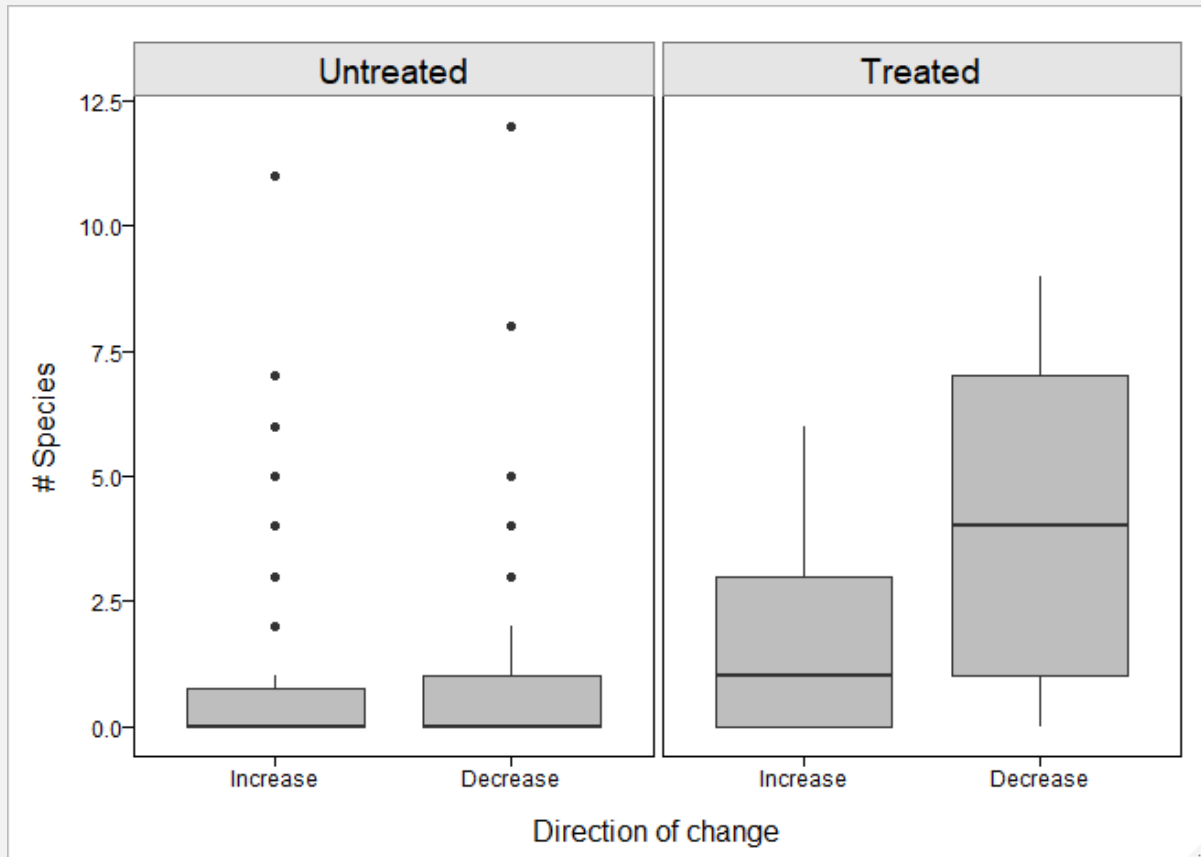 Untreated
Treated
12.5
10.0
7.5
5.0
2.5
0.0
# Species
Increase
Decrease
Increase
Decrease
Direction of change